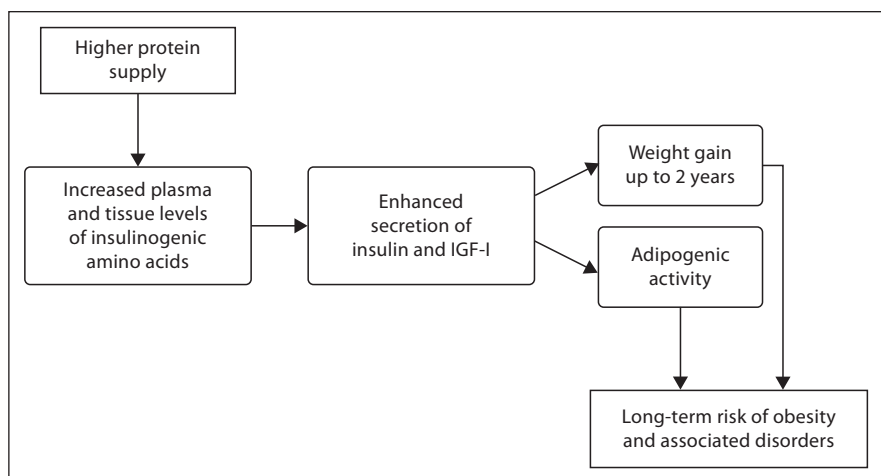 Higher protein
supply
Increased plasma
and tissue levels
of insulinogenic
amino acids
Enhanced
secretion of
insulin and IGF-I
Weight gain
up to 2 years
Adipogenic
activity
Long-term risk of obesity
and associated disorders